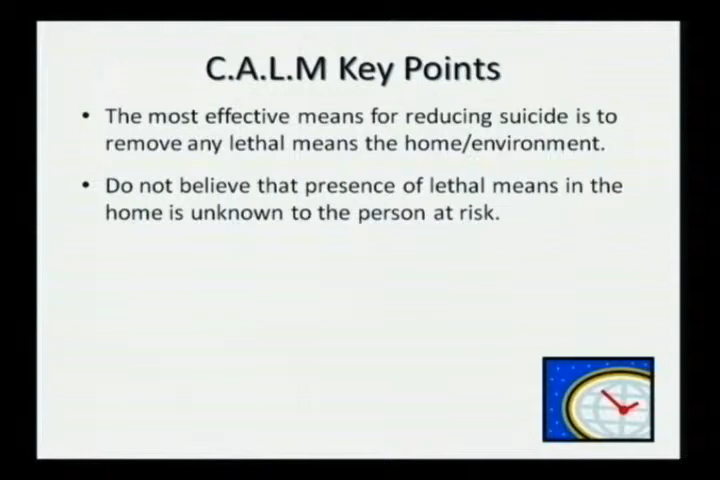 C.A.L.M Key Points
• The most effective means for reducing suicide is to
remove any lethal means the home/environment.
• Do not believe that presence of lethal means in the
home is unknown to the person at risk.